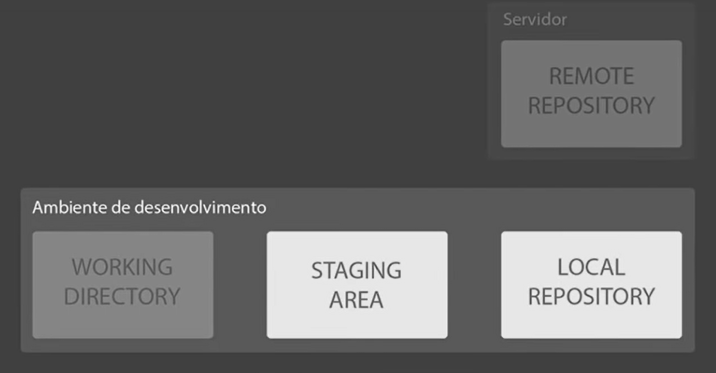 Servidor
REMOTE
REPOSITORY
Ambiente de desenvolvimento
WORKING
DIRECTORY
STAGING
AREA
LOCAL
REPOSITORY